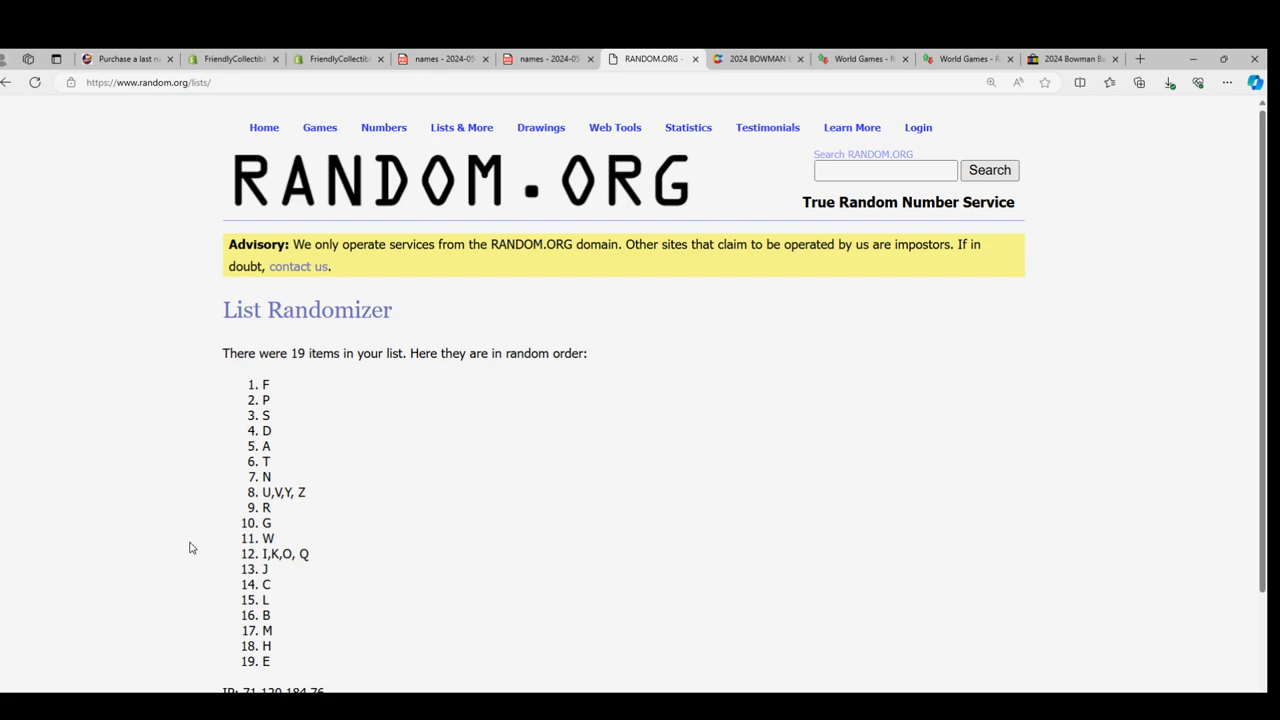 Purchase a last na
FriendlyCollectibl
FriendlyCollectibl
names - 2024-05
names - 2024-05
RANDOM.ORG -
2024 BOWMAN B
World Games - R
World Games - R
2024 Bowman Ba
https://www.random.org/lists/
Home Games Numbers Lists & More Drawings Web Tools Statistics Testimonials Learn More Login
RANDOM.ORG
Search RANDOM.ORG
Search
True Random Number Service
Advisory: We only operate services from the RANDOM.ORG domain. Other sites that claim to be operated by us are impostors. If in
doubt, contact us.
List Randomizer
There were 19 items in your list. Here they are in random order:
1. F
2. P
3. S
4. D
5. A
6. T
7. N
8. U,V,Y, Z
9. R
10. G
11. W
12. I,K,O, Q
13. J
14. C
15. L
16. B
17. M
18. H
19. E
IP: 71.129.184.76